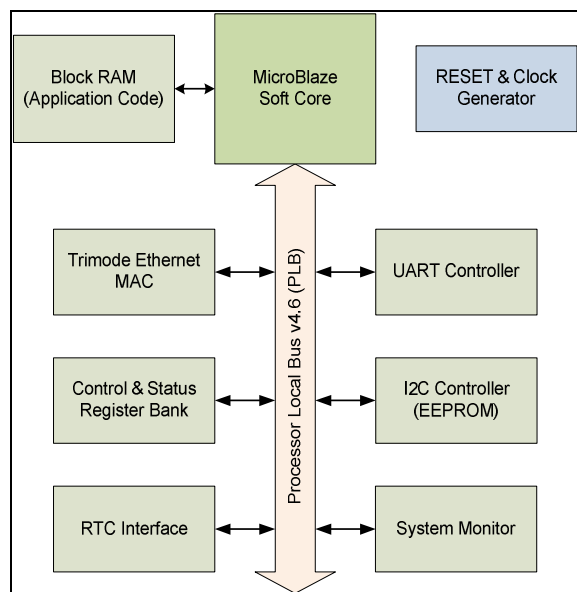 Block RAM
(Application Code)
MicroBlaze
Soft Core
RESET & Clock
Generator
Trimode Ethernet
MAC
UART Controller
Processor Local Bus v4.6 (PLB)
Control & Status
Register Bank
I2C Controller
(EEPROM)
RTC Interface
System Monitor